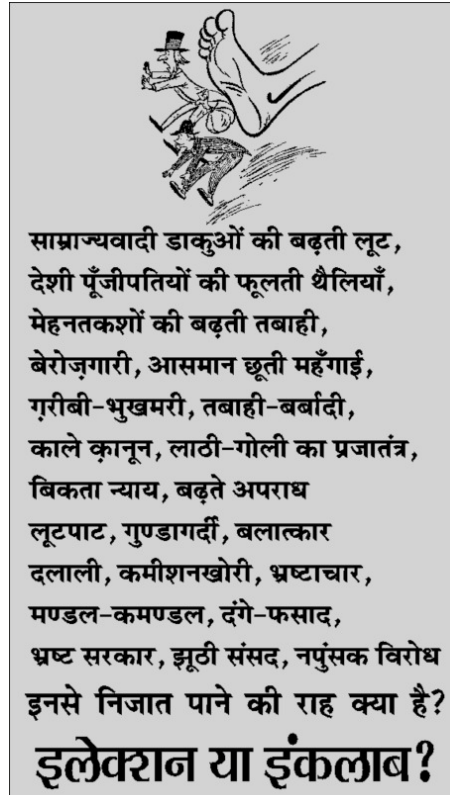 साम्राज्यवादी डाकुओं की बढ़ती लूट,
देशी पूँजीपतियों की फूलती थैलियाँ,
मेहनतकशों की बढ़ती तबाही,
बेरोज़गारी, आसमान छूती महँगाई,
ग़रीबी-भुखमरी, तबाही-बर्बादी,
काले क़ानून, लाठी-गोली का प्रजातंत्र,
बिकता न्याय, बढ़ते अपराध
लूटपाट, गुण्डागर्दी, बलात्कार
दलाली, कमीशनखोरी, भ्रष्टाचार,
मण्डल-कमण्डल, दंगे-फसाद,
भ्रष्ट सरकार, झूठी संसद, नपुंसक विरोध
इनसे निजात पाने की राह क्या है?
इलेक्शन या इंकलाब?